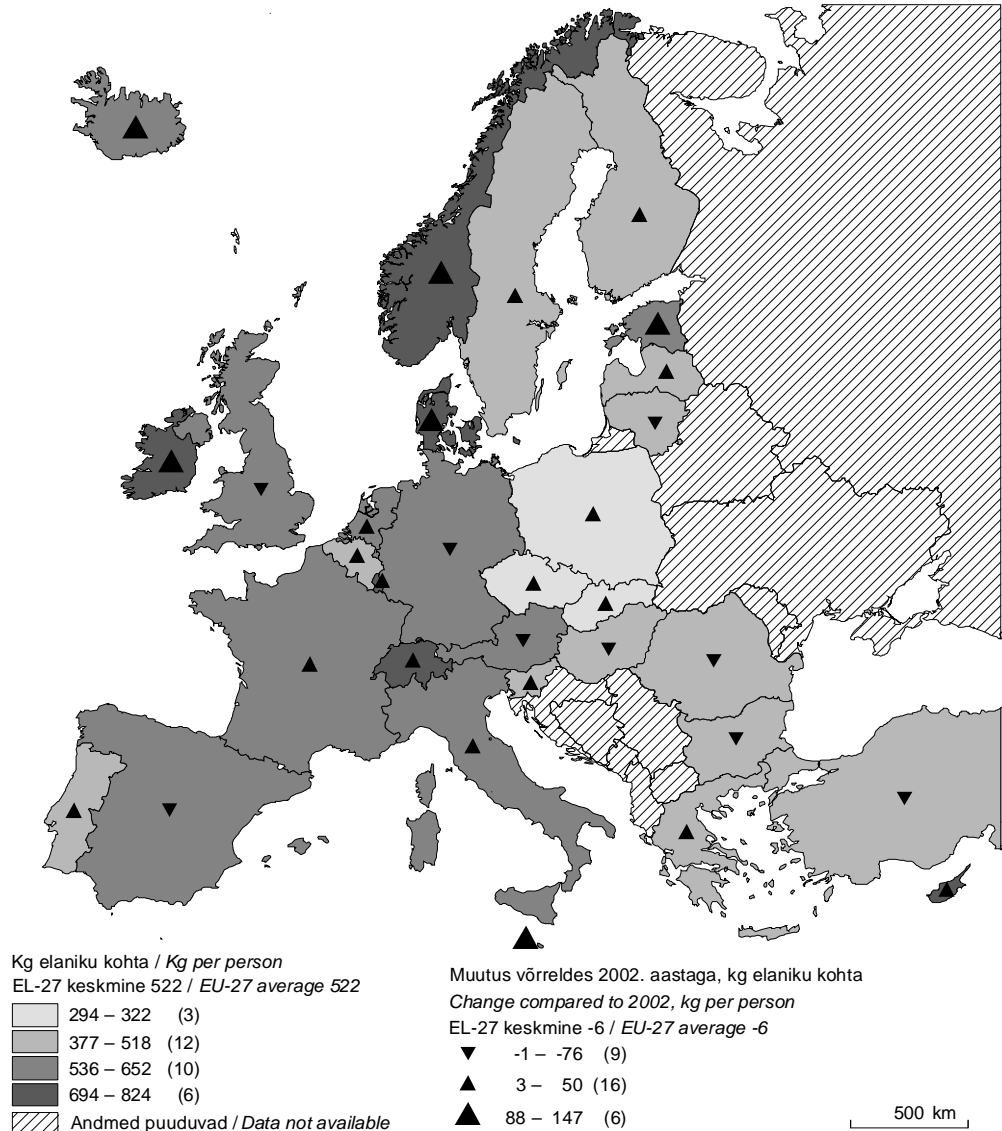 Kg elaniku kohta / Kg per person
EL-27 keskmine 522 / EU-27 average 522
294 – 322 (3)
377 – 518 (12)
536 – 652 (10)
694 – 824 (6)
Andmed puuduvad / Data not available
Muutus võrreldes 2002. aastaga, kg elaniku kohta
Change compared to 2002, kg per person
EL-27 keskmine -6 / EU-27 average -6
-1 – -76 (9)
3 – 50 (16)
88 – 147 (6)
500 km